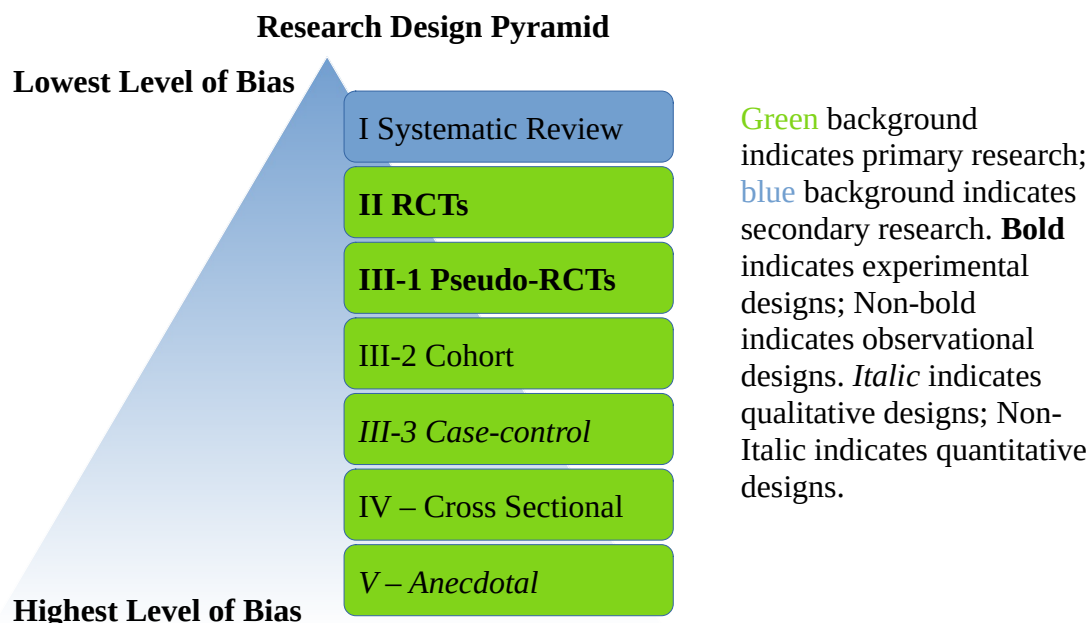 Research Design Pyramid
Lowest Level of Bias
I Systematic Review
II RCTs
III-1 Pseudo-RCTs
III-2 Cohort
III-3 Case-control
IV – Cross Sectional
V – Anecdotal
Highest Level of Bias
Green background
indicates primary research;
blue background indicates
secondary research. Bold
indicates experimental
designs; Non-bold
indicates observational
designs. Italic indicates
qualitative designs; Non-
Italic indicates quantitative
designs.